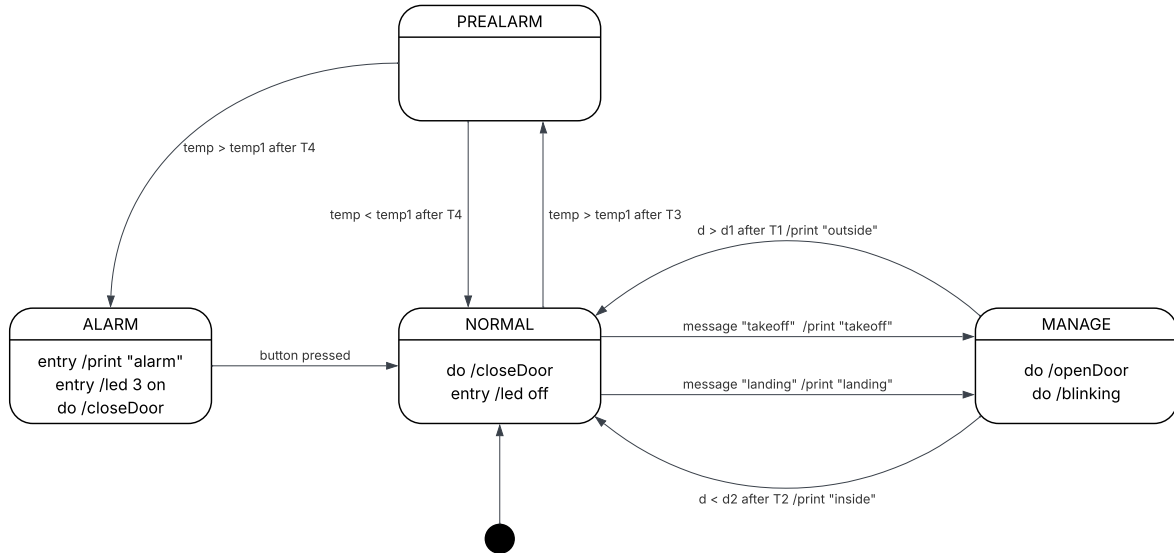 PREALARM
temp > temp1 after T4
temp < temp1 after T4
temp > temp1 after T3
d > d1 after T1 /print "outside"
ALARM
entry /print "alarm"
entry /led 3 on
do /closeDoor
button pressed
NORMAL
do /closeDoor
entry /led off
message "takeoff" /print "takeoff"
message "landing" /print "landing"
MANAGE
do /openDoor
do /blinking
d < d2 after T2 /print "inside"